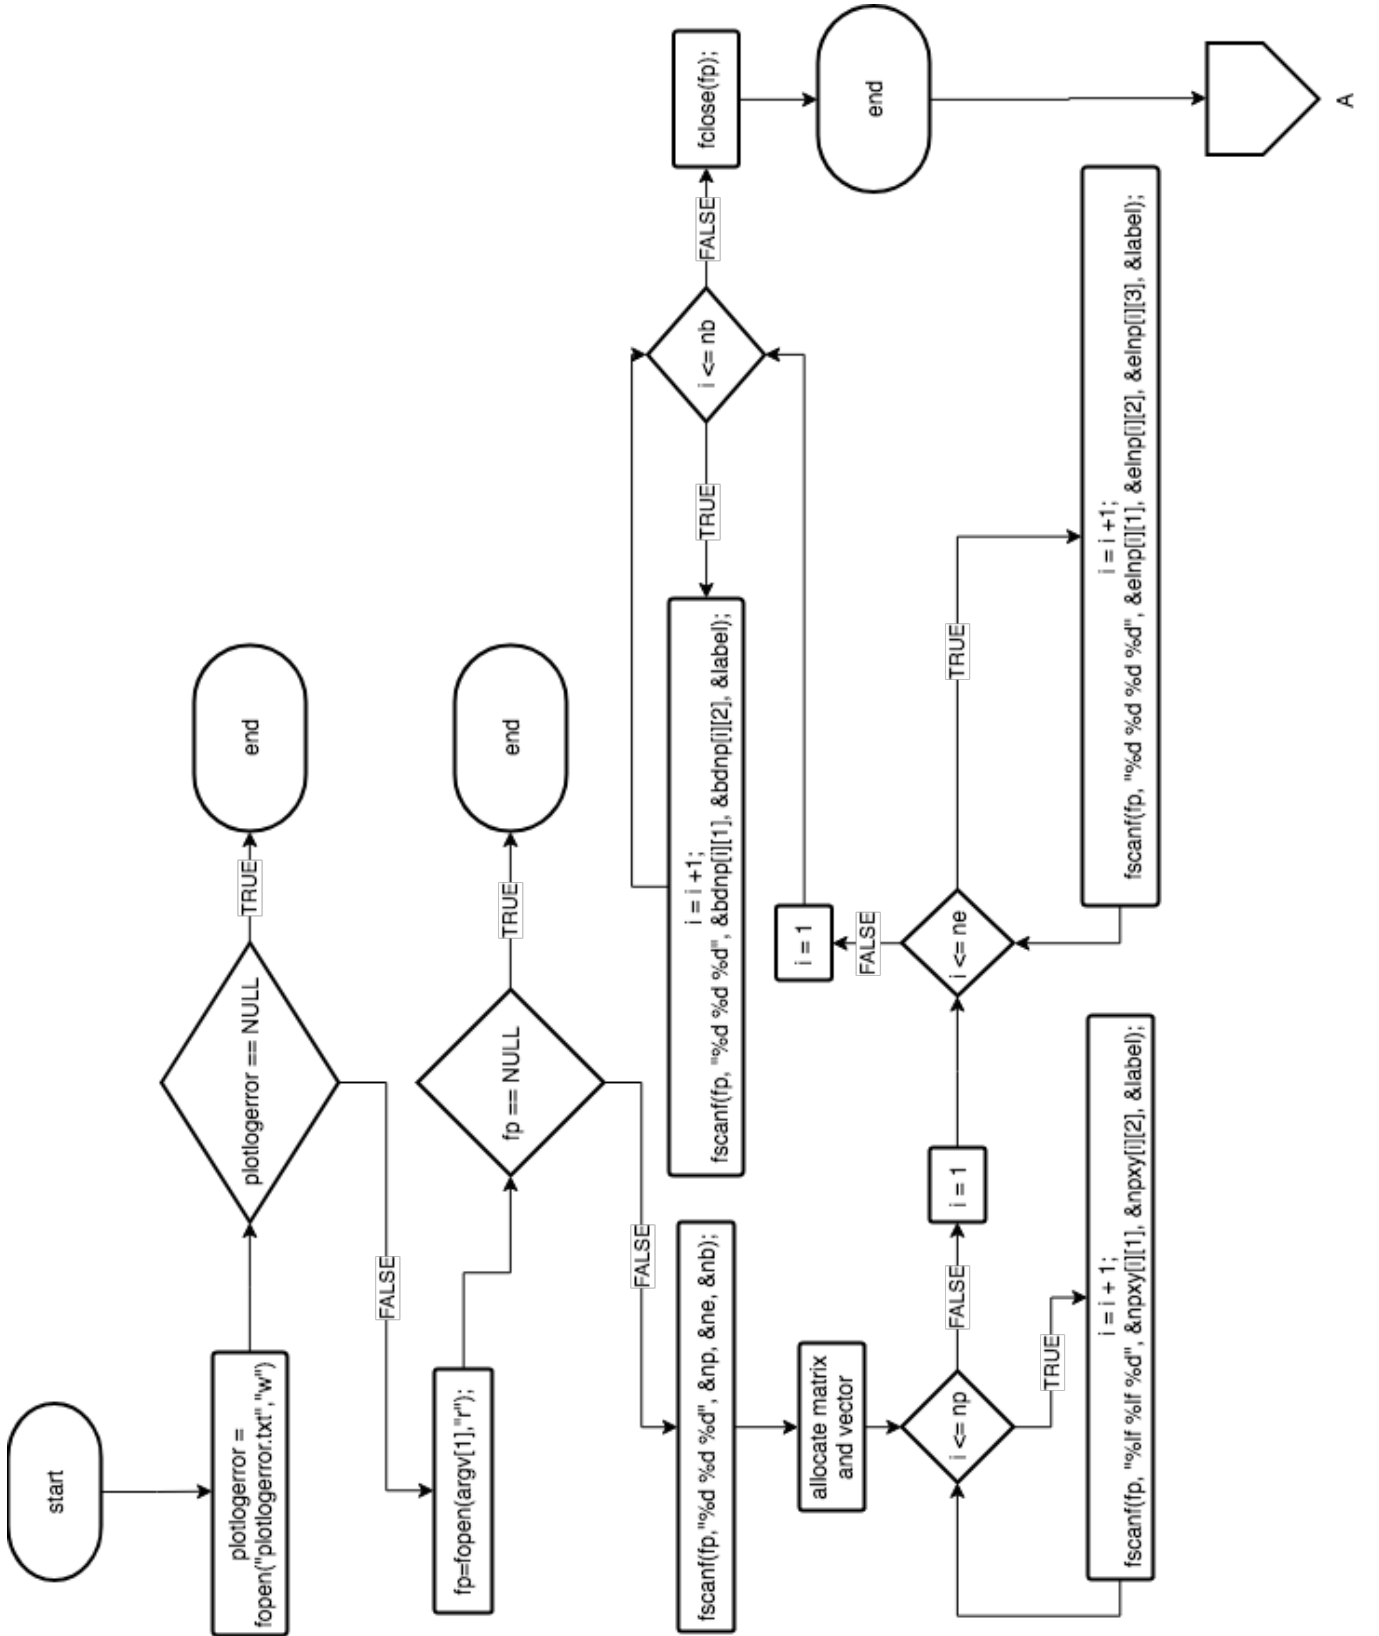 start
plotlogerror =
fopen("plotlogerror.txt","w")
plotlogerror == NULL
TRUE
end
FALSE
fp=fopen(argv[1],"r");
fp == NULL
TRUE
end
FALSE
fscanf(fp,"%d %d %d", &np, &ne, &nb);
allocate matrix
and vector
i <= np
TRUE
i = i + 1;
fscanf(fp, "%lf %lf %d", &npxy[i][1], &npxy[i][2], &label);
FALSE
i = 1
i <= ne
TRUE
i = i +1;
fscanf(fp, "%d %d %d %d", &elnp[i][1], &elnp[i][2], &elnp[i][3], &label);
FALSE
i = 1
i <= nb
TRUE
i = i +1;
fscanf(fp, "%d %d %d", &bdnp[i][1], &bdnp[i][2], &label);
FALSE
fclose(fp);
end
A